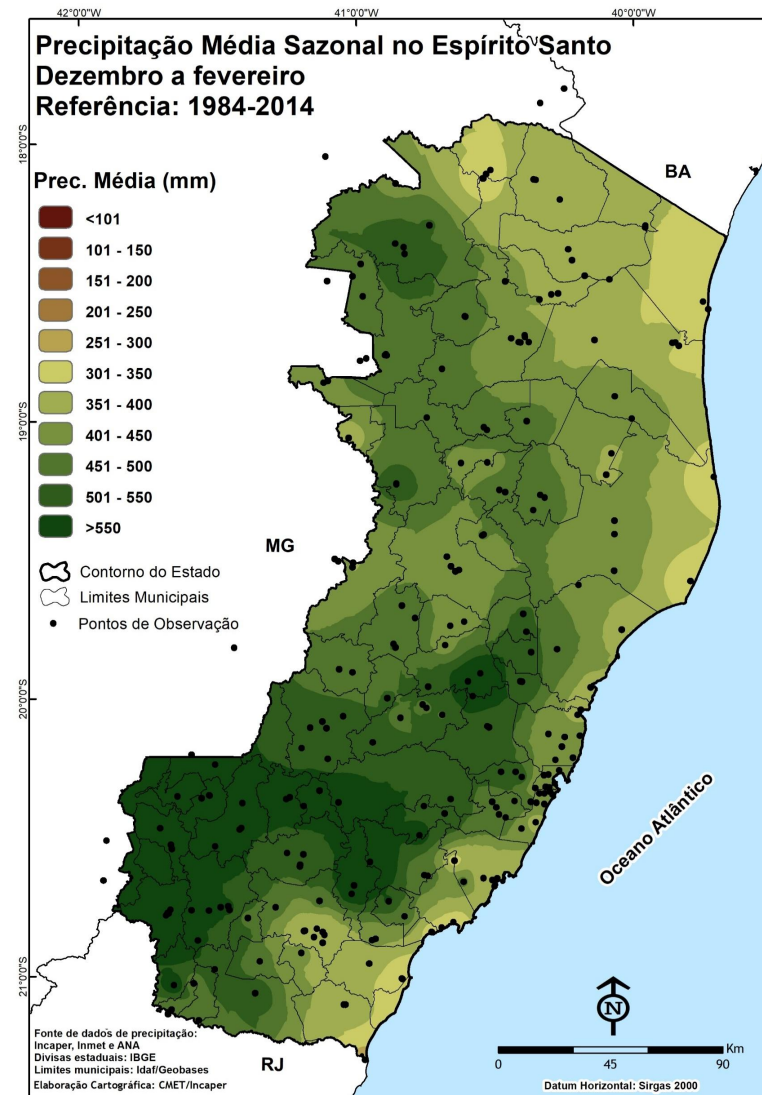 42°0'0"W
41°0'0"W
40°0'0"W
Precipitação Média Sazonal no Espírito Santo
Dezembro a fevereiro
Referência: 1984-2014
18°0'0"S
BA
Prec. Média (mm)
<101
101 - 150
151 - 200
201 - 250
251 - 300
301 - 350
351 - 400
401 - 450
451 - 500
501 - 550
>550
19°0'0"S
MG
Contorno do Estado
Limites Municipais
Pontos de Observação
20°0'0"S
Oceano Atlântico
21°0'0"S
N
Fonte de dados de precipitação:
Incaper, Inmet e ANA
Divisas estaduais: IBGE
Limites municipais: Idaf/Geobases
Elaboração Cartográfica: CMET/Incaper
RJ
Km
0 45 90
Datum Horizontal: Sirgas 2000